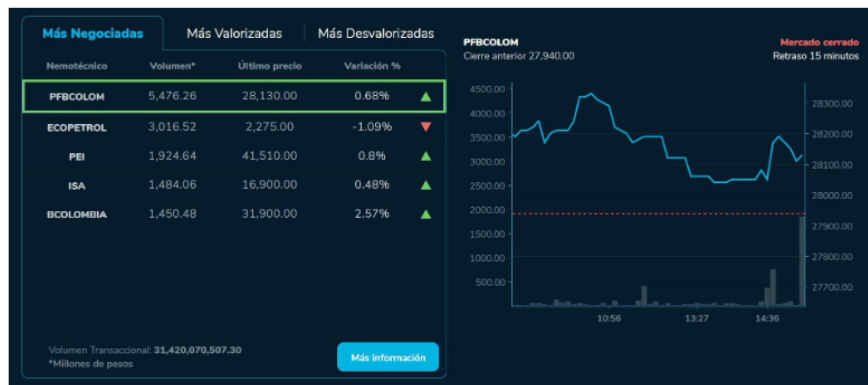 Más Negociadas Más Valorizadas Más Desvalorizadas
Nemotécnico Volumen* Último precio Variación %
PFBCOLOM 5,476.26 28,130.00 0.68%
ECOPETROL 3,016.52 2,275.00 -1.09%
PEI 1,924.64 41,510.00 0.8%
ISA 1,484.06 16,900.00 0.48%
BCOLOMBIA 1,450.48 31,900.00 2.57%
Volumen Transaccional: 31,420,070,507.30
*Millones de pesos
Más información
PFBCOLOM Mercado cerrado
Cierre anterior 27,940.00 Retraso 15 minutos
4500.00
4000.00
3500.00
3000.00
2500.00
2000.00
1500.00
1000.00
500.00
28300.00
28200.00
28100.00
28000.00
27900.00
27800.00
27700.00
10:56 13:27 14:36